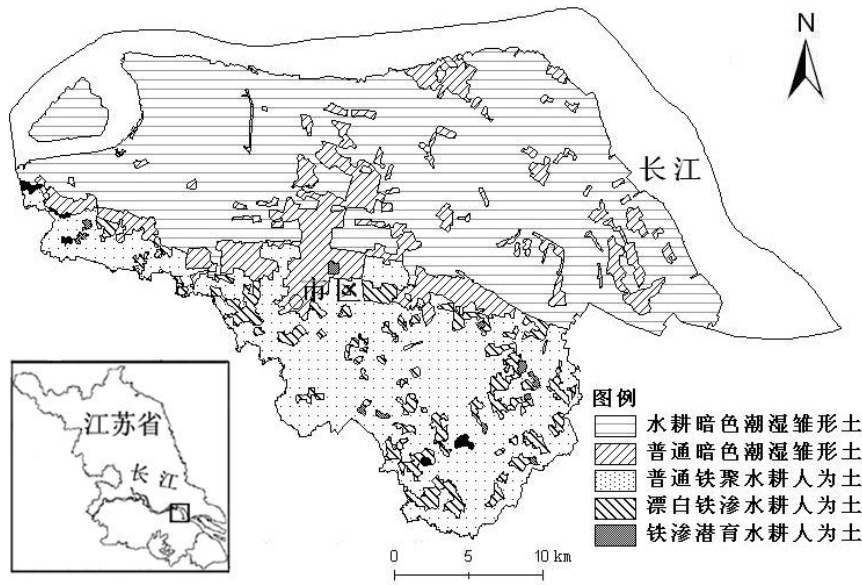 N
长江
市区
江苏省
长江
图例
水耕暗色潮湿雏形土
普通暗色潮湿雏形土
普通铁聚水耕人为土
漂白铁渗水耕人为土
铁渗潜育水耕人为土
0 5 10 km